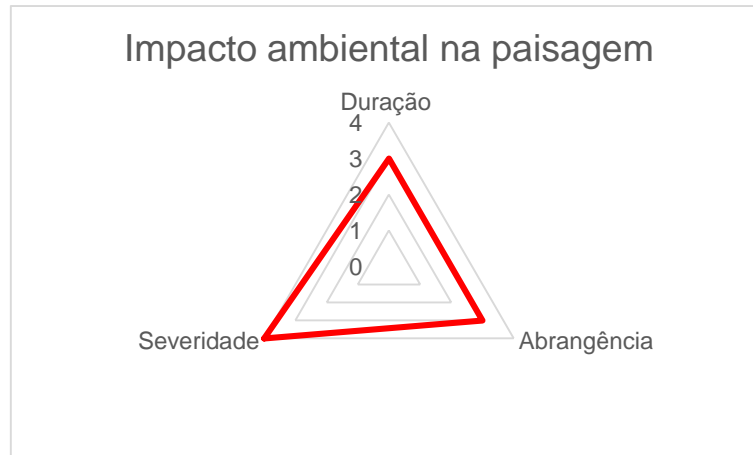 Impacto ambiental na paisagem
Duração
4
3
2
1
0
Severidade
Abrangência